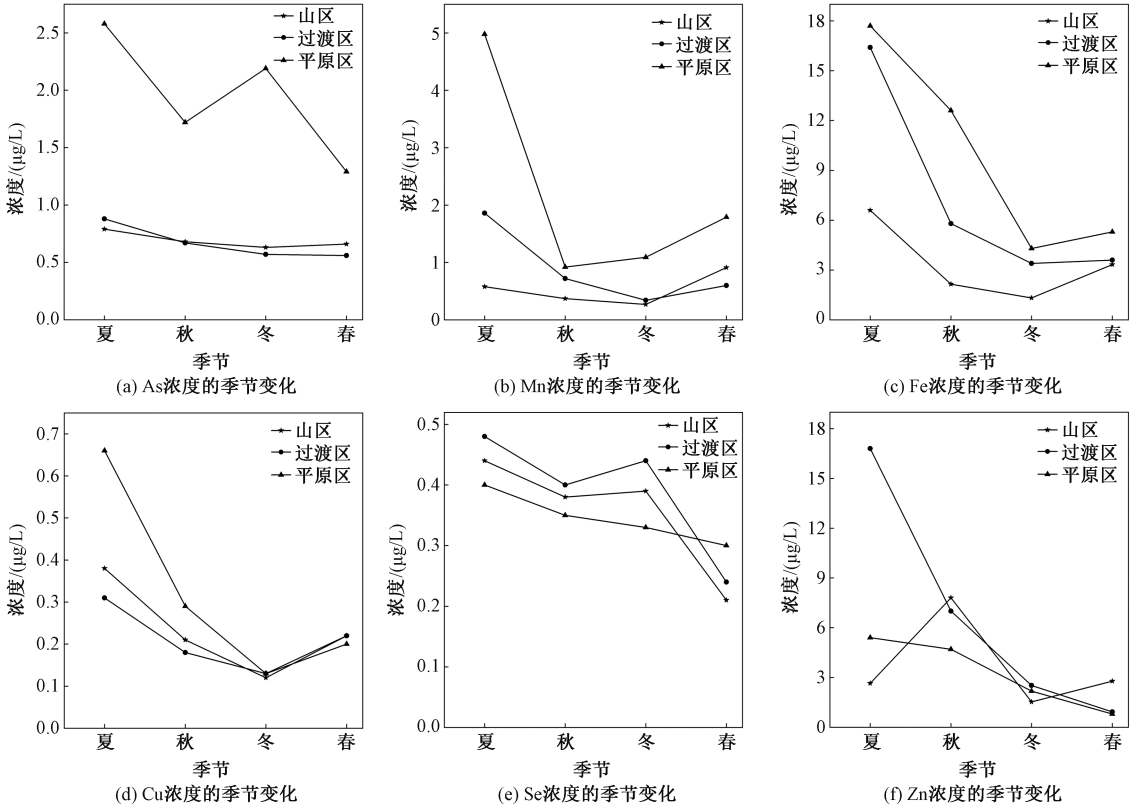 山区
过渡区
平原区
2.5
2.0
1.5
1.0
0.5
0.0
浓度/(μg/L)
夏 秋 冬 春
季节
(a) As浓度的季节变化
山区
过渡区
平原区
5
4
3
2
1
0
浓度/(μg/L)
夏 秋 冬 春
季节
(b) Mn浓度的季节变化
山区
过渡区
平原区
18
15
12
9
6
3
0
浓度/(μg/L)
夏 秋 冬 春
季节
(c) Fe浓度的季节变化
山区
过渡区
平原区
0.7
0.6
0.5
0.4
0.3
0.2
0.1
0.0
浓度/(μg/L)
夏 秋 冬 春
季节
(d) Cu浓度的季节变化
山区
过渡区
平原区
0.5
0.4
0.3
0.2
0.1
0.0
浓度/(μg/L)
夏 秋 冬 春
季节
(e) Se浓度的季节变化
山区
过渡区
平原区
18
15
12
9
6
3
0
浓度/(μg/L)
夏 秋 冬 春
季节
(f) Zn浓度的季节变化